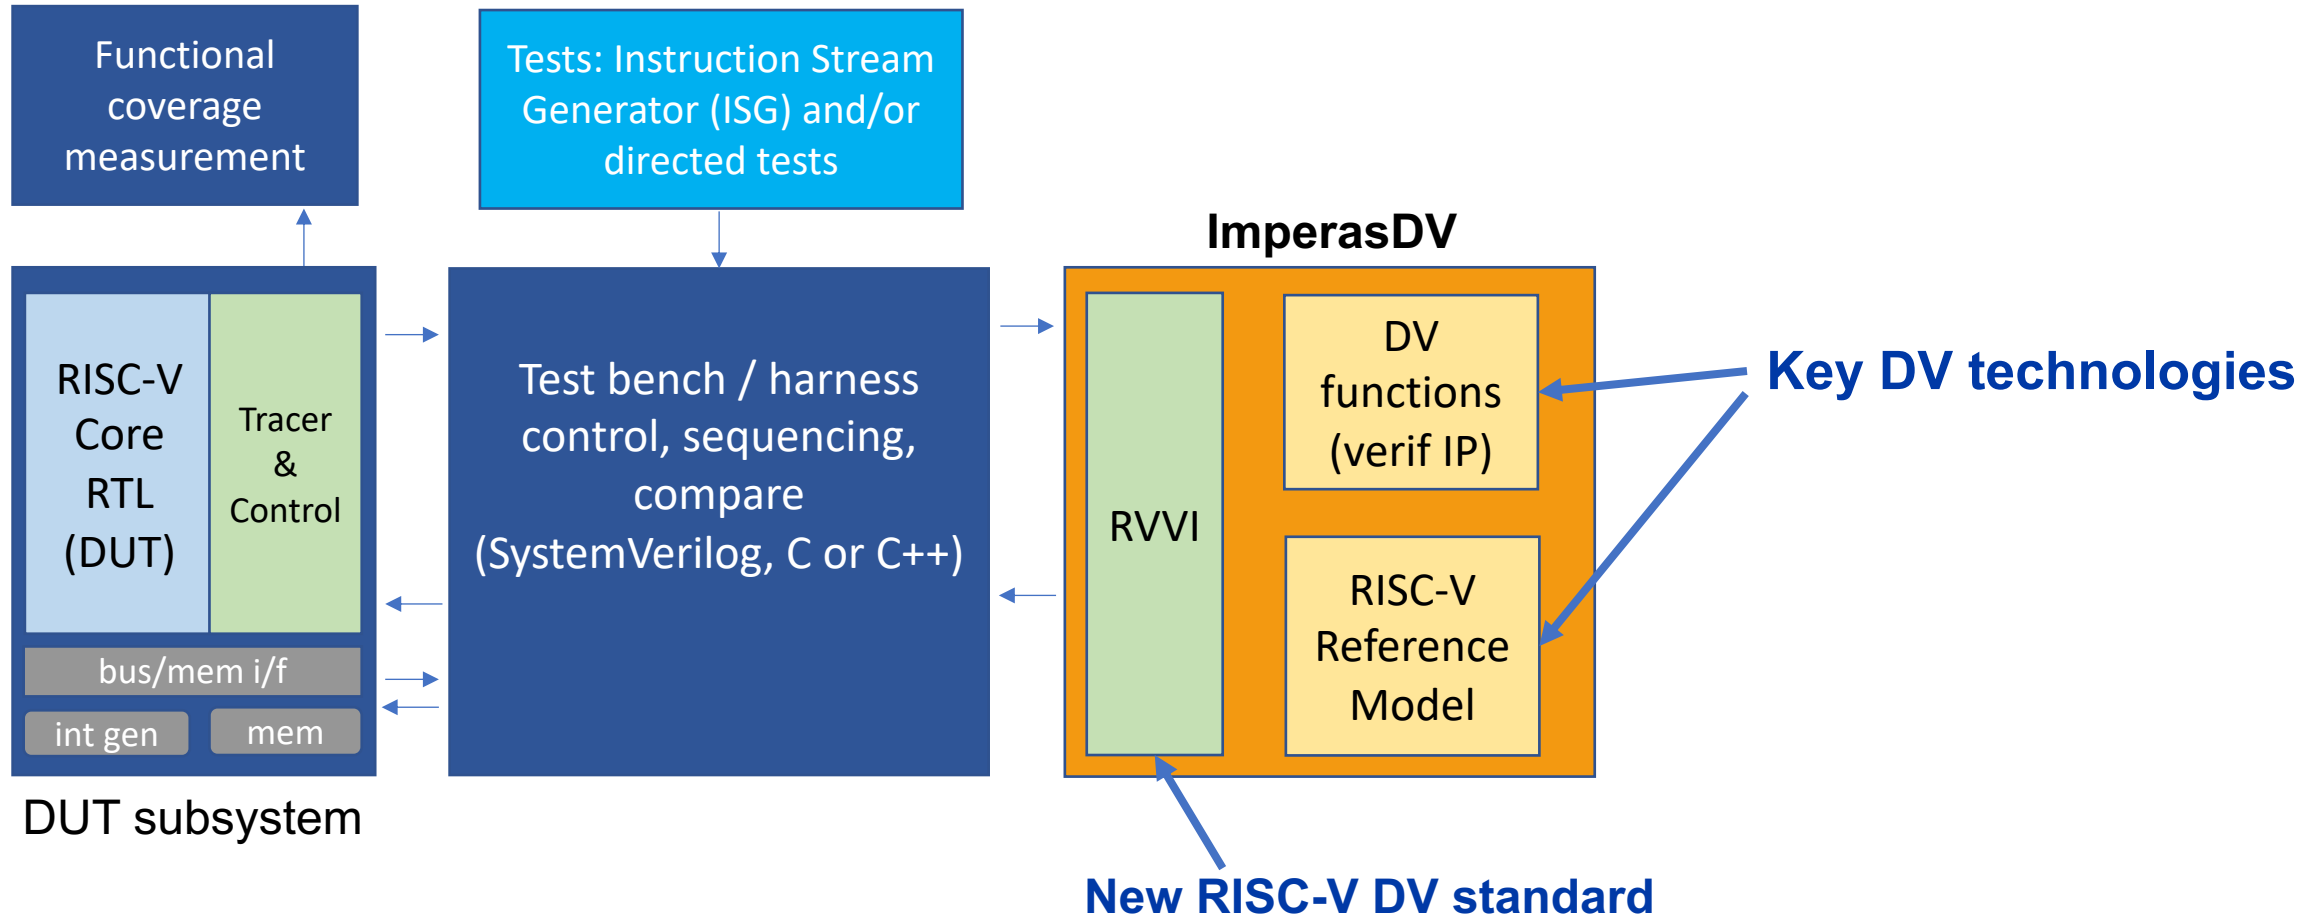 Functional
coverage
measurement
Tests: Instruction Stream
Generator (ISG) and/or
directed tests
ImperasDV
RISC-V
Core
RTL
(DUT)
Tracer
&
Control
bus/mem i/f
int gen
mem
DUT subsystem
Test bench / harness
control, sequencing,
compare
(SystemVerilog, C or C++)
RVVI
DV
functions
(verif IP)
RISC-V
Reference
Model
Key DV technologies
New RISC-V DV standard